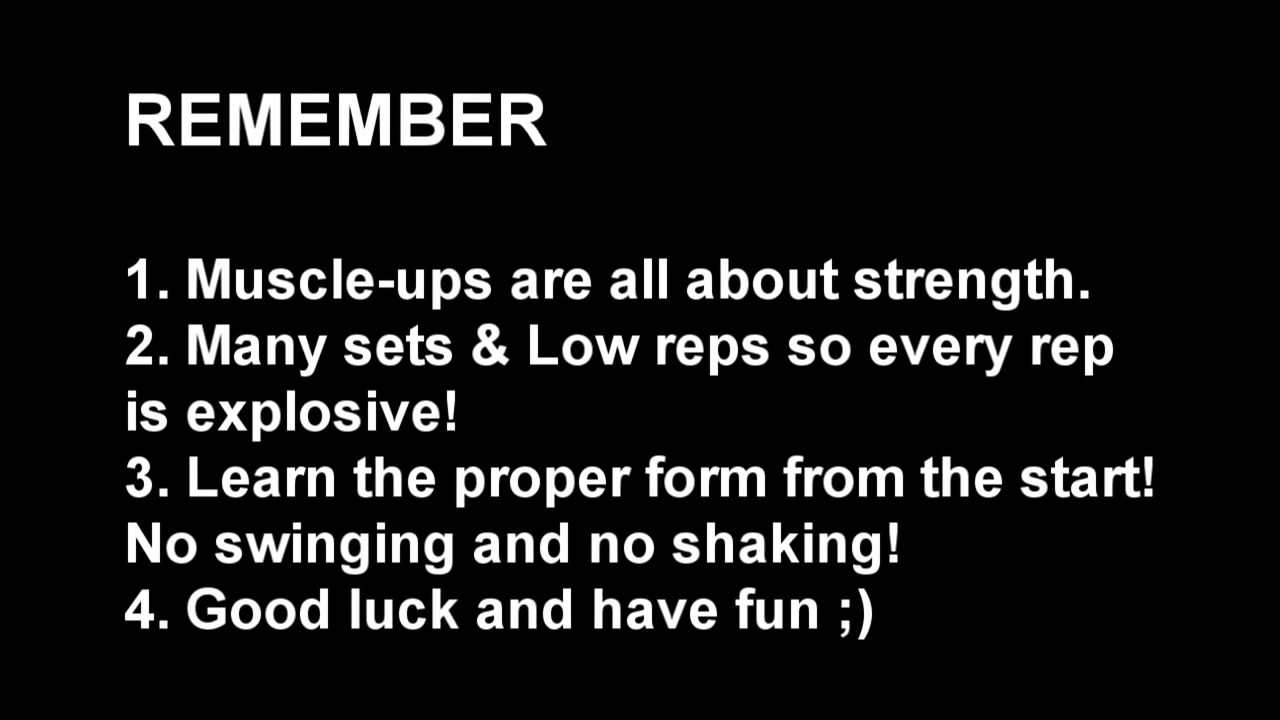 REMEMBER
1. Muscle-ups are all about strength.
2. Many sets & Low reps so every rep
is explosive!
3. Learn the proper form from the start!
No swinging and no shaking!
4. Good luck and have fun ;)